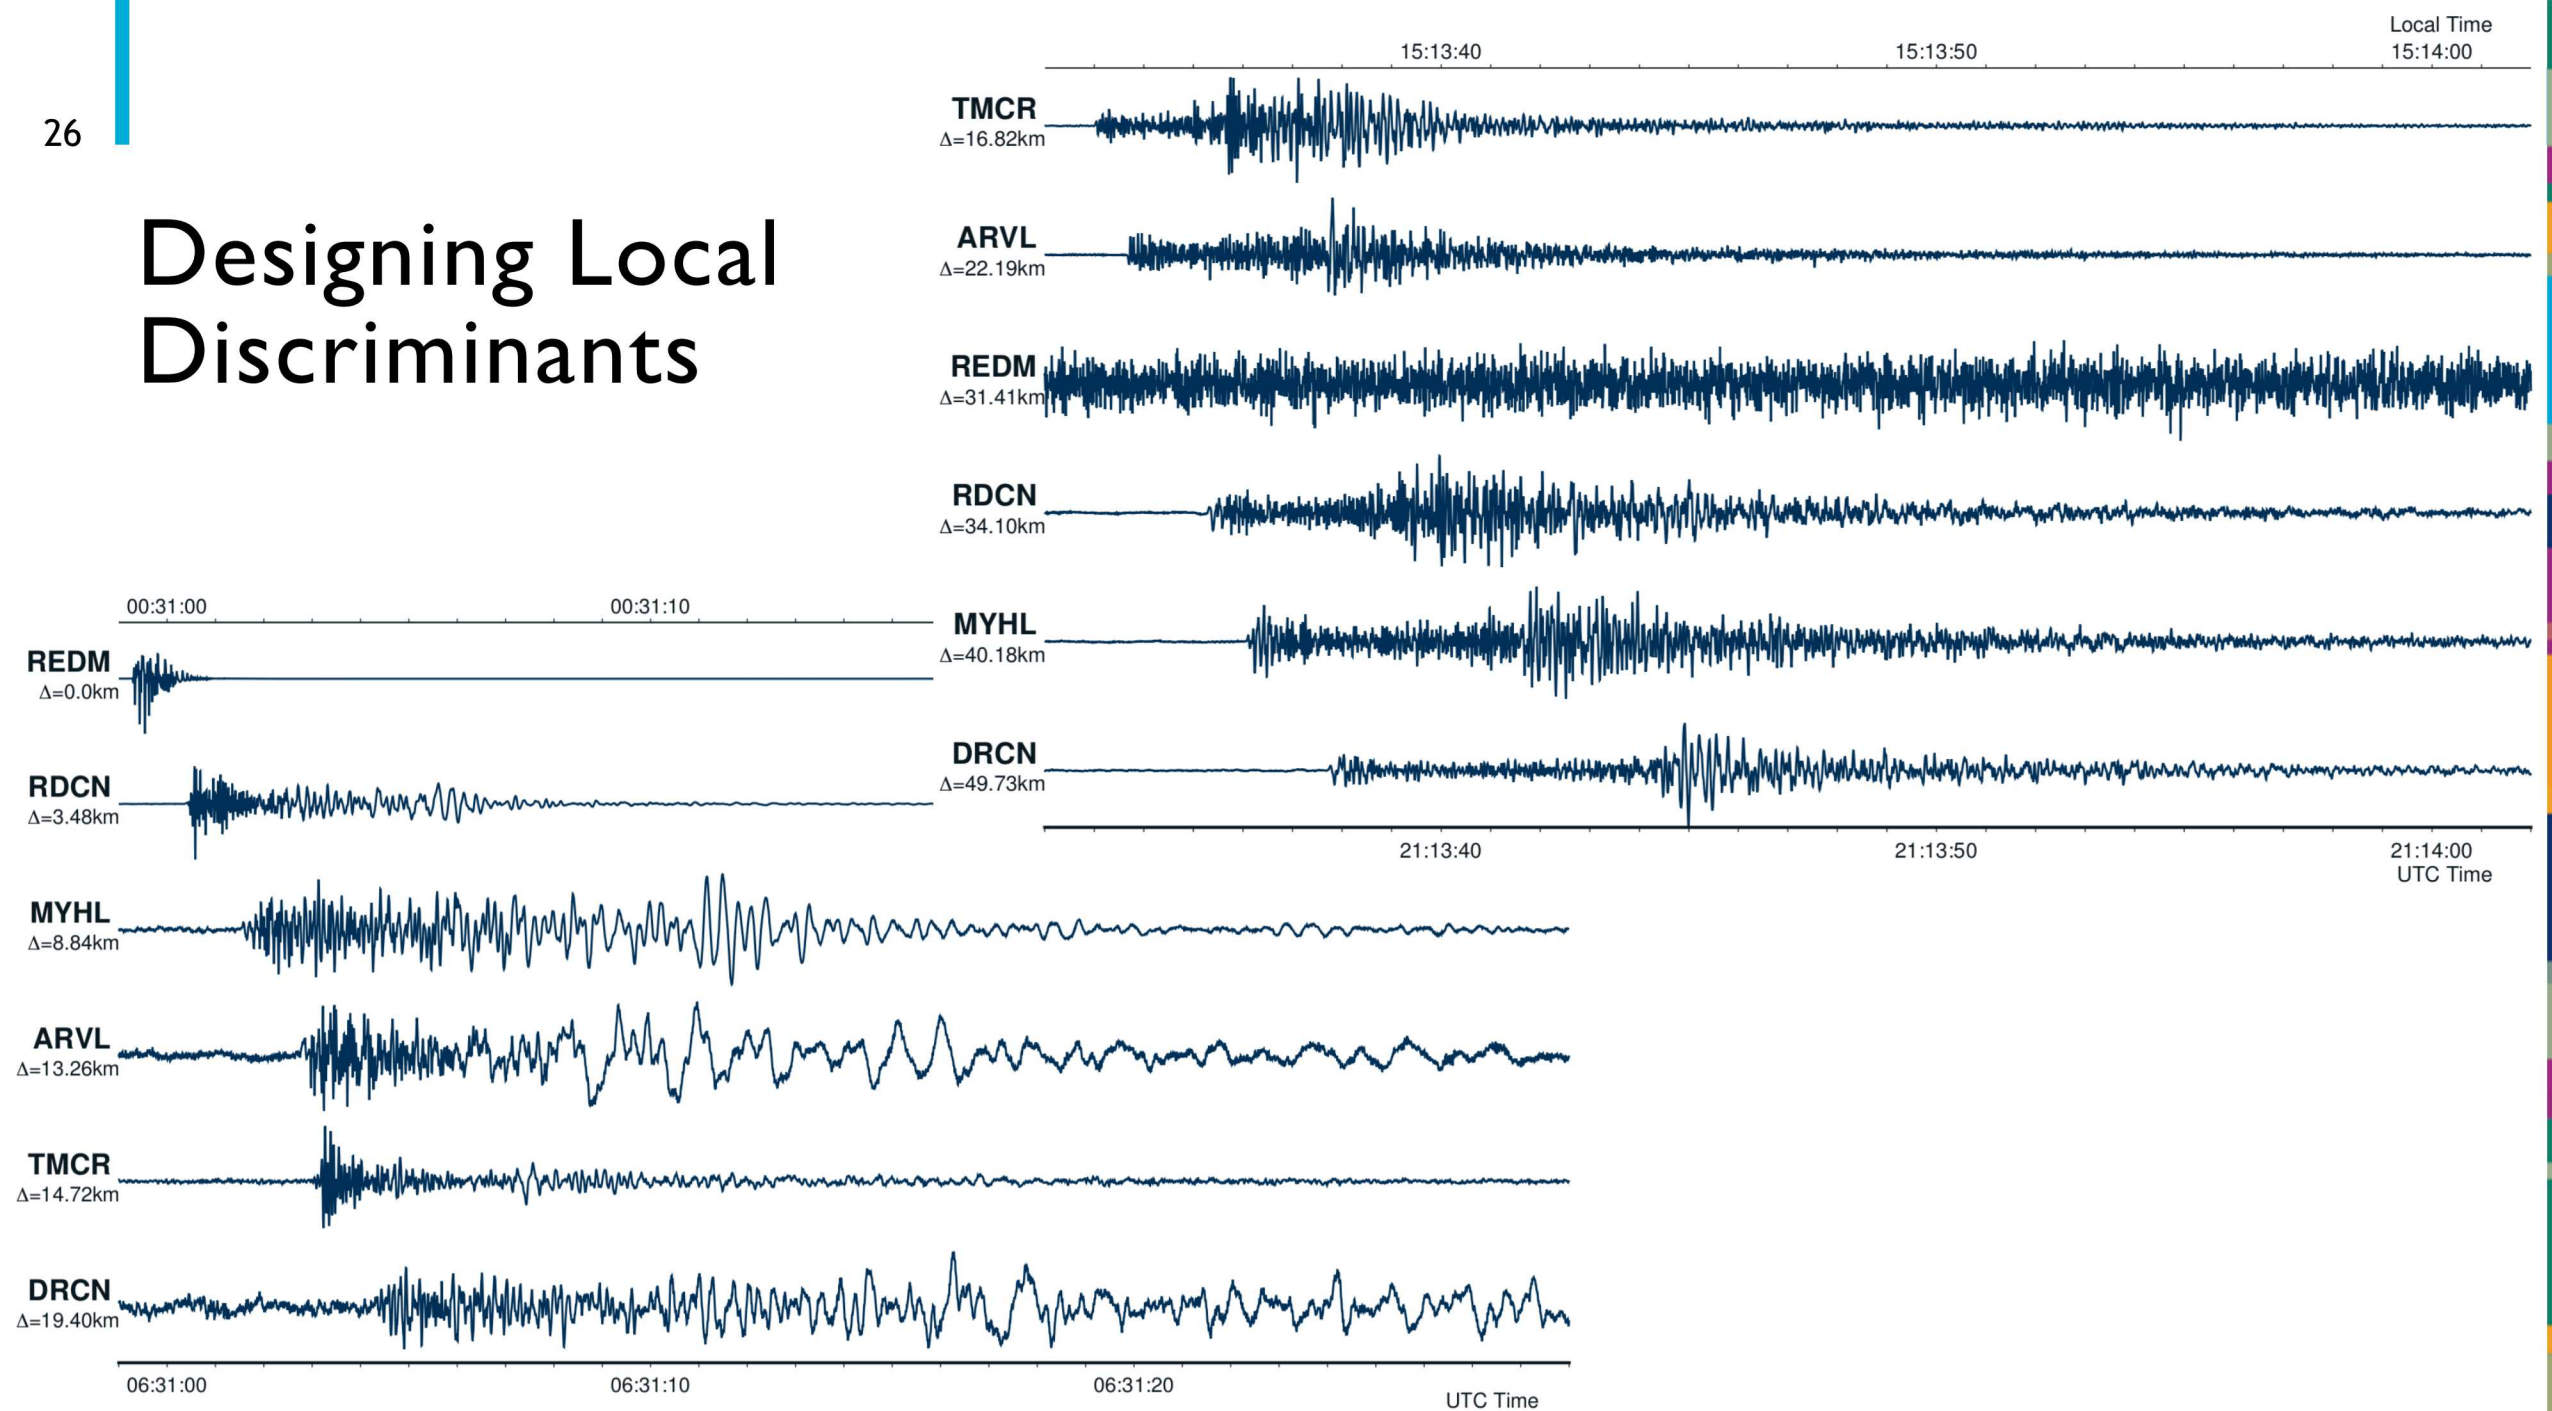 26
Designing Local
Discriminants
Local Time
15:13:40 15:13:50 15:14:00
TMCR
Δ=16.82km
ARVL
Δ=22.19km
REDM
Δ=31.41km
RDCN
Δ=34.10km
MYHL
Δ=40.18km
DRCN
Δ=49.73km
21:13:40 21:13:50 21:14:00
UTC Time
00:31:00 00:31:10
REDM
Δ=0.0km
RDCN
Δ=3.48km
MYHL
Δ=8.84km
ARVL
Δ=13.26km
TMCR
Δ=14.72km
DRCN
Δ=19.40km
06:31:00 06:31:10 06:31:20
UTC Time